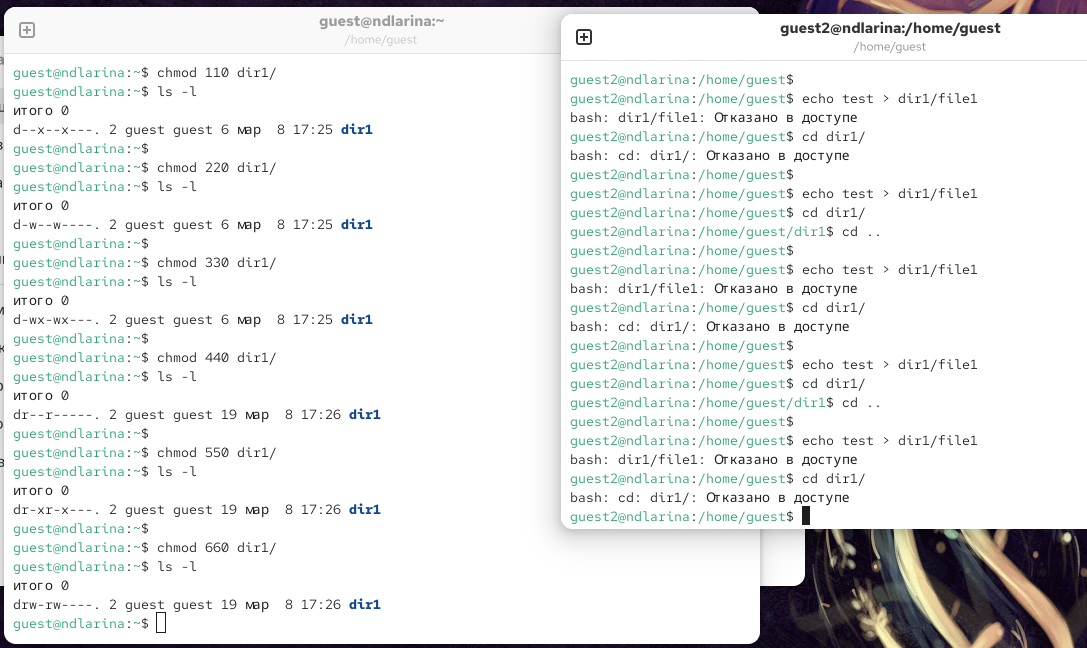 guest@ndlarina:~
/home/guest
guest@ndlarina:~$ chmod 110 dir1/
guest@ndlarina:~$ ls -l
итого 0
d--x--x---. 2 guest guest 6 мар  8 17:25 dir1
guest@ndlarina:~$
guest@ndlarina:~$ chmod 220 dir1/
guest@ndlarina:~$ ls -l
итого 0
d-w--w----. 2 guest guest 6 мар  8 17:25 dir1
guest@ndlarina:~$
guest@ndlarina:~$ chmod 330 dir1/
guest@ndlarina:~$ ls -l
итого 0
d-wx-wx---. 2 guest guest 6 мар  8 17:25 dir1
guest@ndlarina:~$
guest@ndlarina:~$ chmod 440 dir1/
guest@ndlarina:~$ ls -l
итого 0
dr--r-----. 2 guest guest 19 мар  8 17:26 dir1
guest@ndlarina:~$
guest@ndlarina:~$ chmod 550 dir1/
guest@ndlarina:~$ ls -l
итого 0
dr-xr-x---. 2 guest guest 19 мар  8 17:26 dir1
guest@ndlarina:~$
guest@ndlarina:~$ chmod 660 dir1/
guest@ndlarina:~$ ls -l
итого 0
drw-rw----. 2 guest guest 19 мар  8 17:26 dir1
guest@ndlarina:~$
guest2@ndlarina:/home/guest
/home/guest
guest2@ndlarina:/home/guest$
guest2@ndlarina:/home/guest$ echo test > dir1/file1
bash: dir1/file1: Отказано в доступе
guest2@ndlarina:/home/guest$ cd dir1/
bash: cd: dir1/: Отказано в доступе
guest2@ndlarina:/home/guest$
guest2@ndlarina:/home/guest$ echo test > dir1/file1
guest2@ndlarina:/home/guest$ cd dir1/
guest2@ndlarina:/home/guest/dir1$ cd ..
guest2@ndlarina:/home/guest$
guest2@ndlarina:/home/guest$ echo test > dir1/file1
bash: dir1/file1: Отказано в доступе
guest2@ndlarina:/home/guest$ cd dir1/
bash: cd: dir1/: Отказано в доступе
guest2@ndlarina:/home/guest$
guest2@ndlarina:/home/guest$ echo test > dir1/file1
guest2@ndlarina:/home/guest$ cd dir1/
guest2@ndlarina:/home/guest/dir1$ cd ..
guest2@ndlarina:/home/guest$
guest2@ndlarina:/home/guest$ echo test > dir1/file1
bash: dir1/file1: Отказано в доступе
guest2@ndlarina:/home/guest$ cd dir1/
bash: cd: dir1/: Отказано в доступе
guest2@ndlarina:/home/guest$